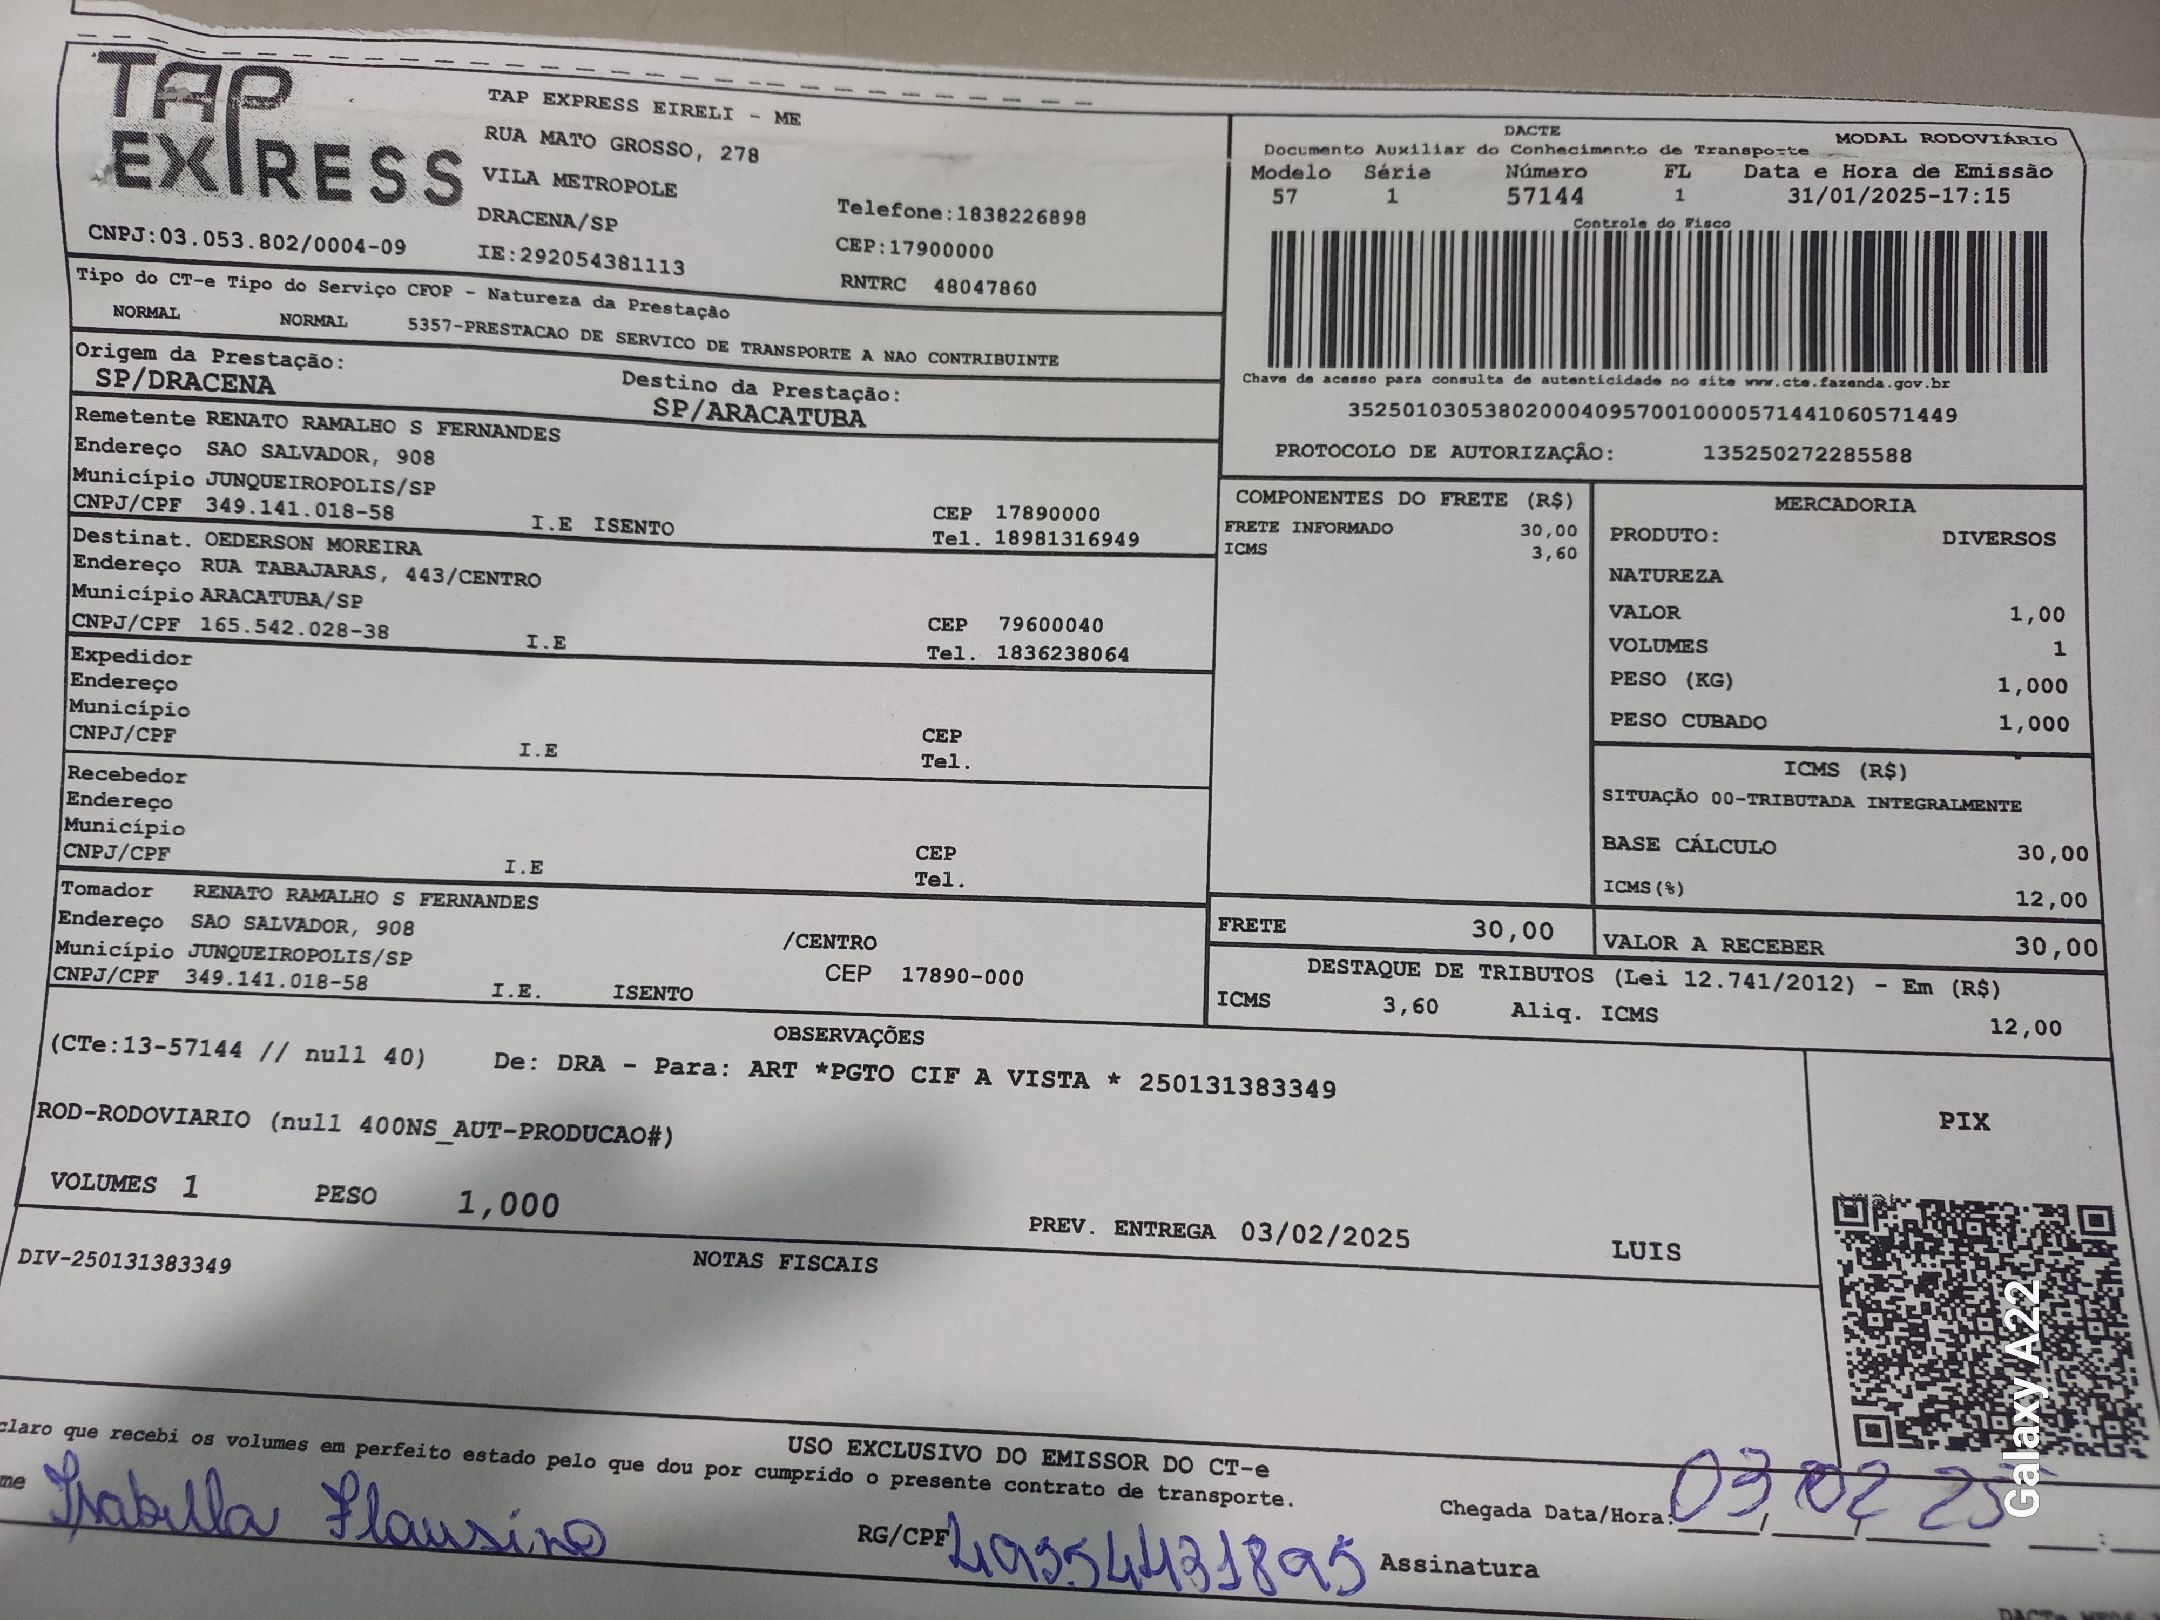 TAP
EXPRESS
CNPJ:03.053.802/0004-09
TAP EXPRESS EIRELI - ME
RUA MATO GROSSO, 278
VILA METROPOLE
DRACENA/SP
IE:292054381113
Telefone:1838226898
CEP:17900000
RNTRC 48047860
DACTE
MODAL RODOVIÁRIO
Documento Auxiliar do Conhecimento de Transporte
Modelo Série Número FL Data e Hora de Emissão
57 1 57144 1 31/01/2025-17:15
Controle do Fisco
Chave de acesso para consulta de autenticidade no site www.cte.fazenda.gov.br
35250103053802000409570010000571441060571449
PROTOCOLO DE AUTORIZAÇÂO: 135250272285588
Tipo do CT-e Tipo do Serviço CFOP - Natureza da Prestação
NORMAL NORMAL 5357-PRESTACAO DE SERVICO DE TRANSPORTE A NAO CONTRIBUINTE
Origem da Prestação: Destino da Prestação:
SP/DRACENA SP/ARACATUBA
Remetente RENATO RAMALHO S FERNANDES
Endereço SAO SALVADOR, 908
Município JUNQUEIROPOLIS/SP CEP 17890000
CNPJ/CPF 349.141.018-58 I.E ISENTO Tel. 18981316949
Destinat. OEDERSON MOREIRA
Endereço RUA TABAJARAS, 443/CENTRO
Município ARACATUBA/SP CEP 79600040
CNPJ/CPF 165.542.028-38 I.E Tel. 1836238064
Expedidor
Endereço
Município CEP
CNPJ/CPF I.E Tel.
Recebedor
Endereço
Município CEP
CNPJ/CPF I.E Tel.
Tomador RENATO RAMALHO S FERNANDES
Endereço SAO SALVADOR, 908 /CENTRO
Município JUNQUEIROPOLIS/SP CEP 17890-000
CNPJ/CPF 349.141.018-58 I.E. ISENTO
COMPONENTES DO FRETE (R$)
FRETE INFORMADO 30,00
ICMS 3,60
MERCADORIA
PRODUTO: DIVERSOS
NATUREZA
VALOR 1,00
VOLUMES 1
PESO (KG) 1,000
PESO CUBADO 1,000
ICMS (R$)
SITUAÇÃO 00-TRIBUTADA INTEGRALMENTE
BASE CÁLCULO 30,00
ICMS(%) 12,00
FRETE 30,00 VALOR A RECEBER 30,00
DESTAQUE DE TRIBUTOS (Lei 12.741/2012) - Em (R$)
ICMS 3,60 Aliq. ICMS 12,00
OBSERVAÇÕES
(CTe:13-57144 // null 40) De: DRA - Para: ART *PGTO CIF A VISTA * 250131383349
ROD-RODOVIARIO (null 400NS_AUT-PRODUCAO#)
VOLUMES 1 PESO 1,000 PREV. ENTREGA 03/02/2025 LUIS
PIX
NOTAS FISCAIS
DIV-250131383349
USO EXCLUSIVO DO EMISSOR DO CT-e
claro que recebi os volumes em perfeito estado pelo que dou por cumprido o presente contrato de transporte.
me Isabella Flausino RG/CPF 49554431895 Assinatura
Chegada Data/Hora: 03/02/25
Galaxy A22